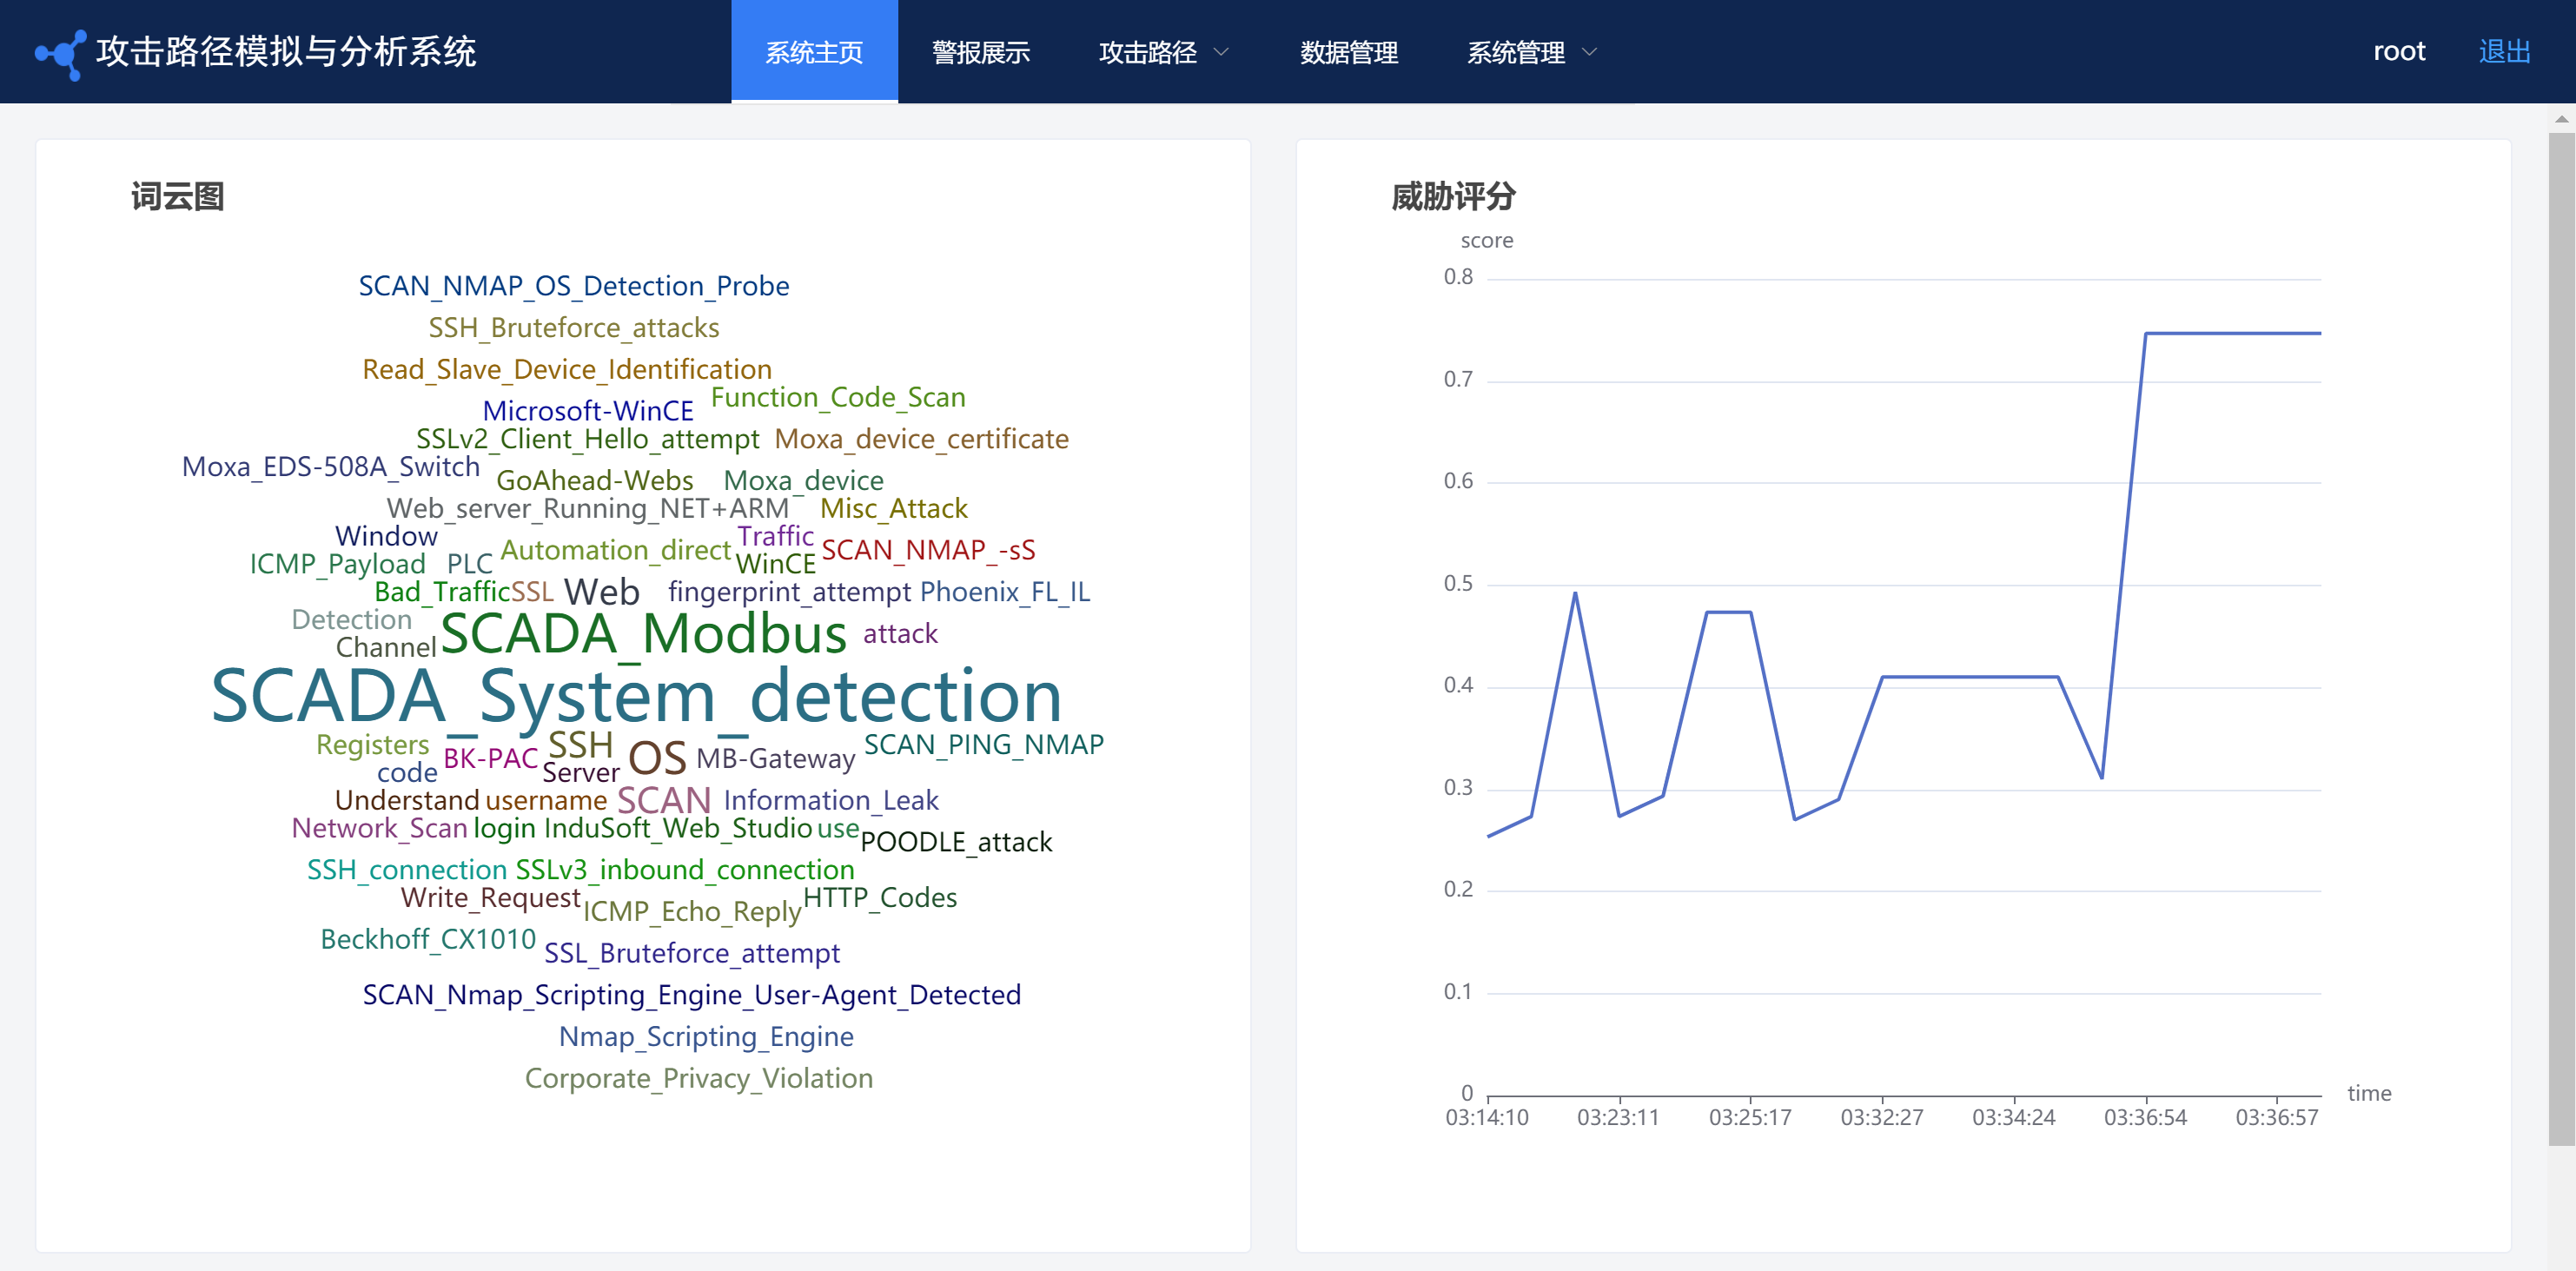 攻击路径模拟与分析系统
系统主页 警报展示 攻击路径 数据管理 系统管理
root 退出
词云图
SCAN_NMAP_OS_Detection_Probe
SSH_Bruteforce_attacks
Read_Slave_Device_Identification
Function_Code_Scan
Microsoft-WinCE
SSLv2_Client_Hello_attempt Moxa_device_certificate
Moxa_EDS-508A_Switch
GoAhead-Webs Moxa_device
Web_server_Running_NET+ARM Misc_Attack
Window Traffic
Automation_direct SCAN_NMAP_-sS
ICMP_Payload PLC WinCE
Bad_Traffic SSL Web fingerprint_attempt Phoenix_FL_IL
Detection
SCADA_Modbus attack
Channel
SCADA_System_detection
Registers SSH SCAN_PING_NMAP
BK-PAC OS MB-Gateway
code Server
Understand username SCAN Information_Leak
Network_Scan login InduSoft_Web_Studio use
POODLE_attack
SSH_connection SSLv3_inbound_connection
Write_Request HTTP_Codes
ICMP_Echo_Reply
Beckhoff_CX1010
SSL_Bruteforce_attempt
SCAN_Nmap_Scripting_Engine_User-Agent_Detected
Nmap_Scripting_Engine
Corporate_Privacy_Violation
威胁评分
score
0.8
0.7
0.6
0.5
0.4
0.3
0.2
0.1
0
time
03:14:10 03:23:11 03:25:17 03:32:27 03:34:24 03:36:54 03:36:57